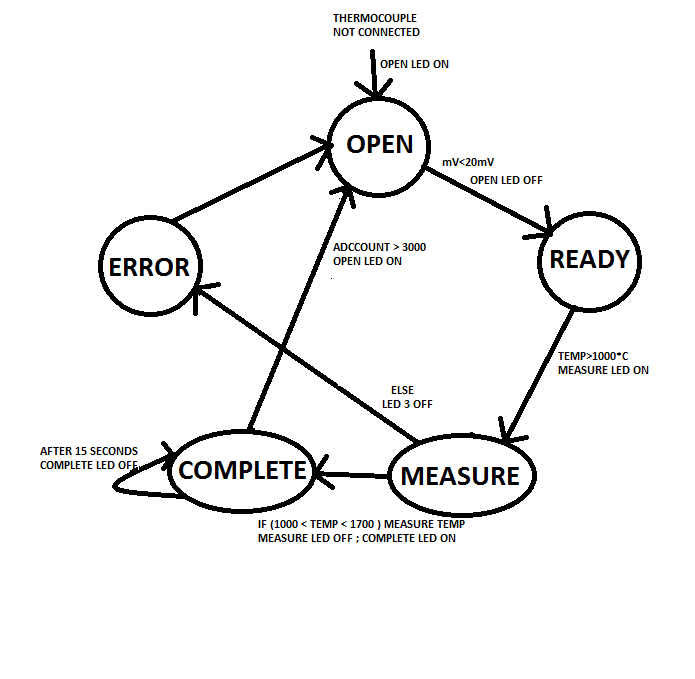 THERMOCOUPLE
NOT CONNECTED
OPEN LED ON
OPEN
mV<20mV
OPEN LED OFF
ADCCOUNT > 3000
OPEN LED ON
ERROR
READY
TEMP>1000*C
MEASURE LED ON
ELSE
LED 3 OFF
AFTER 15 SECONDS
COMPLETE LED OFF
COMPLETE
MEASURE
IF (1000 < TEMP < 1700 ) MEASURE TEMP
MEASURE LED OFF ; COMPLETE LED ON